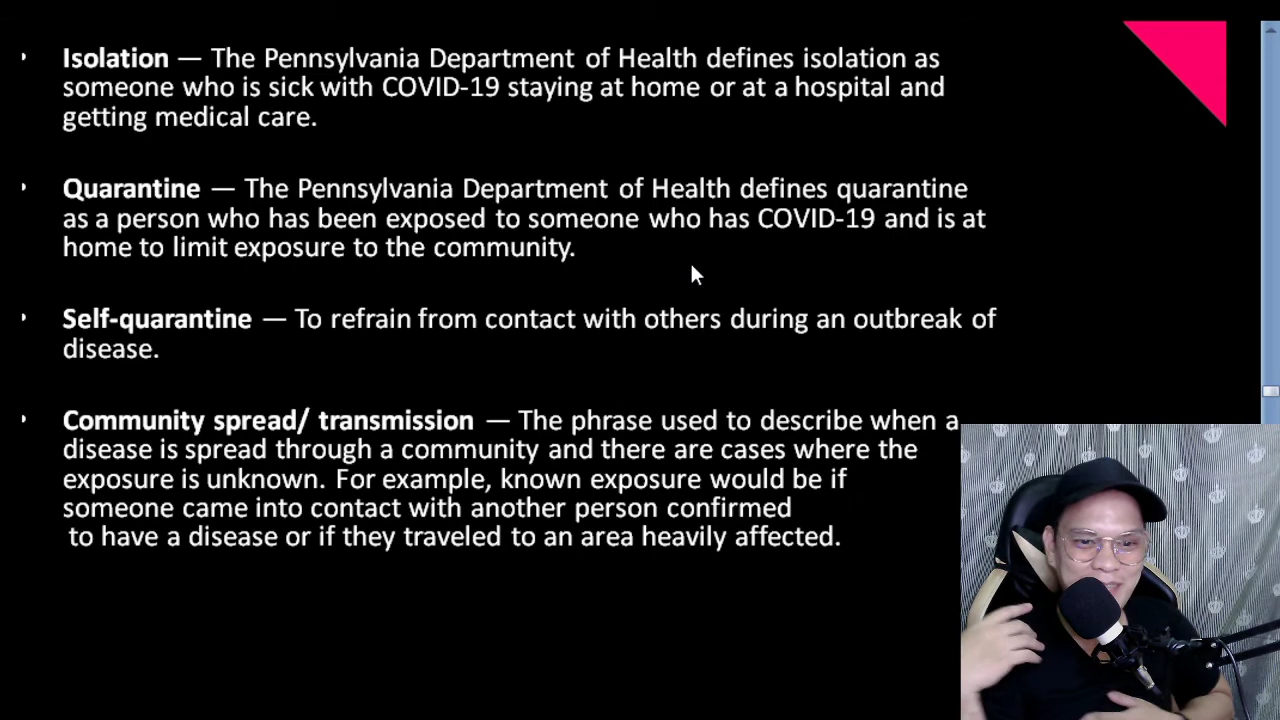 Isolation — The Pennsylvania Department of Health defines isolation as
someone who is sick with COVID-19 staying at home or at a hospital and
getting medical care.
Quarantine — The Pennsylvania Department of Health defines quarantine
as a person who has been exposed to someone who has COVID-19 and is at
home to limit exposure to the community.
Self-quarantine — To refrain from contact with others during an outbreak of
disease.
Community spread/ transmission — The phrase used to describe when a
disease is spread through a community and there are cases where the
exposure is unknown. For example, known exposure would be if
someone came into contact with another person confirmed
to have a disease or if they traveled to an area heavily affected.